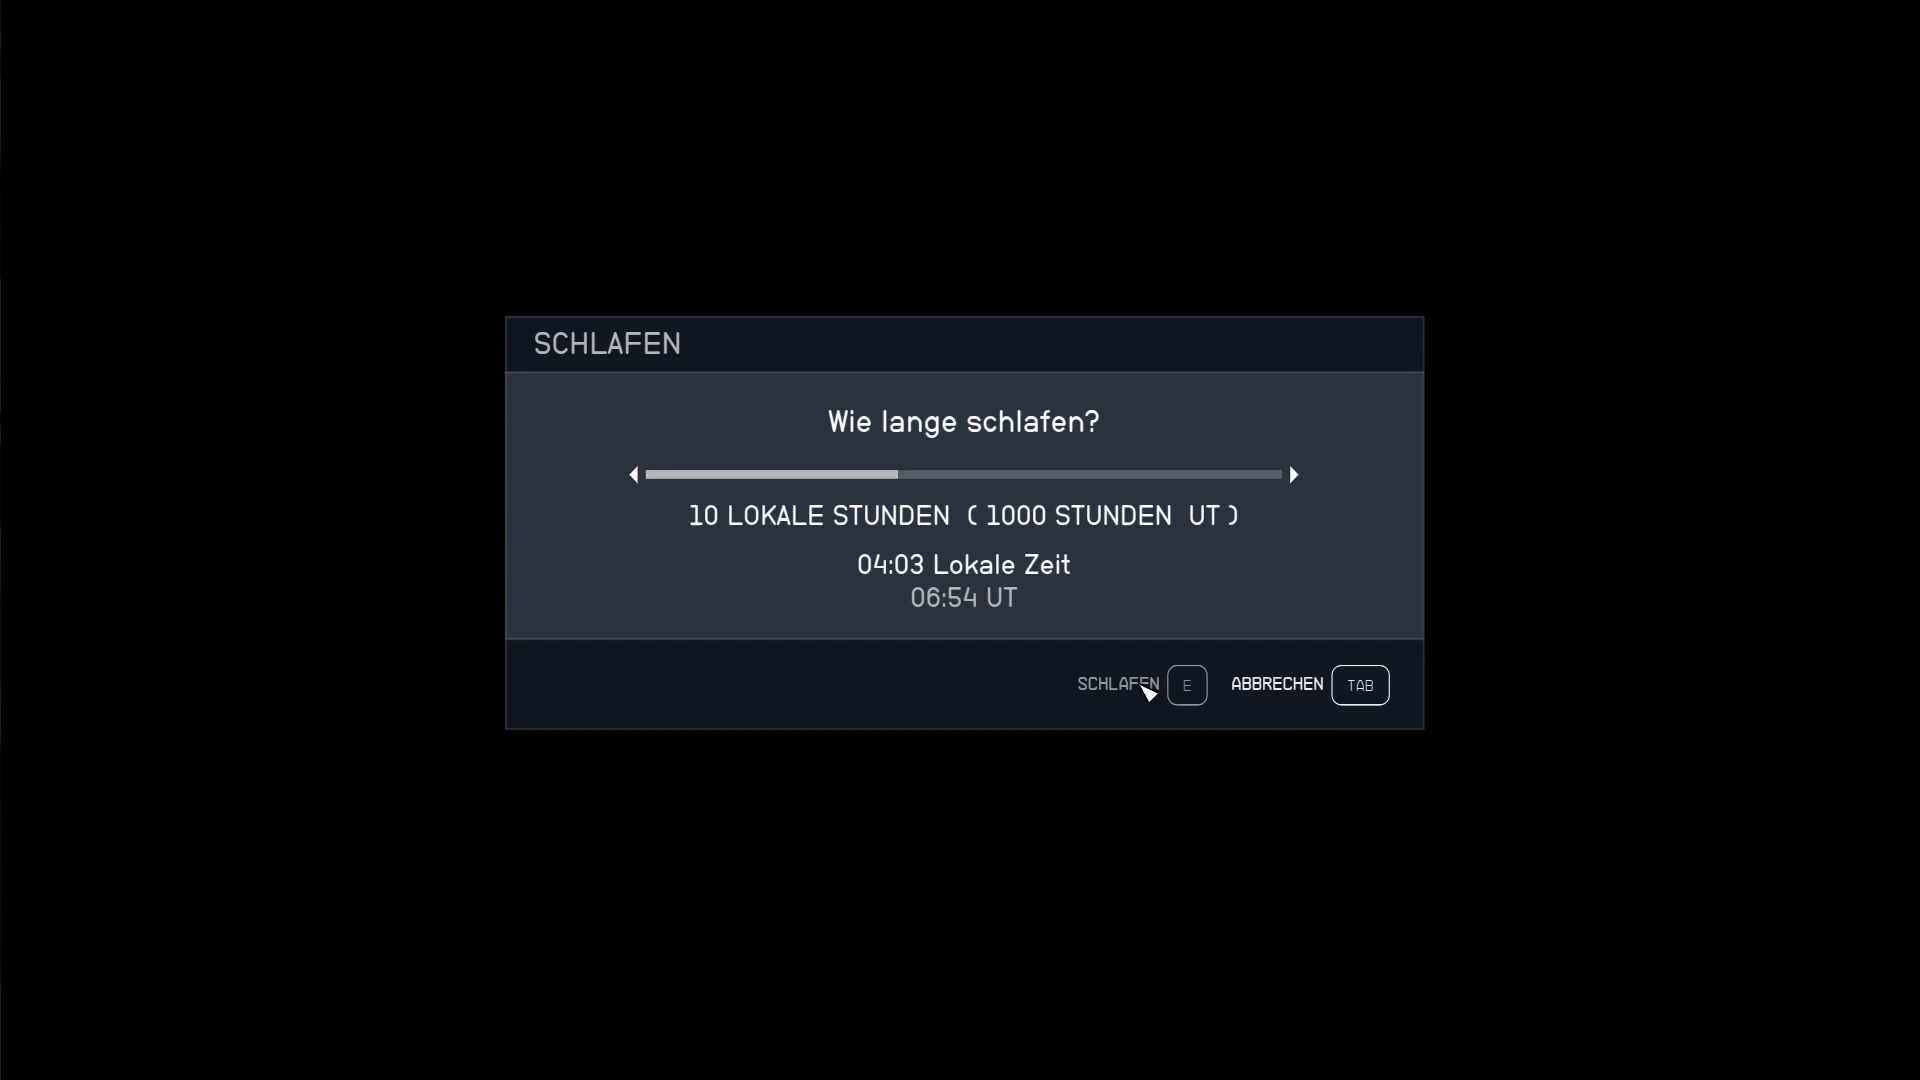 SCHLAFEN
Wie lange schlafen?
10 LOKALE STUNDEN ( 1000 STUNDEN UT )
04:03 Lokale Zeit
06:54 UT
SCHLAFEN E ABBRECHEN TAB